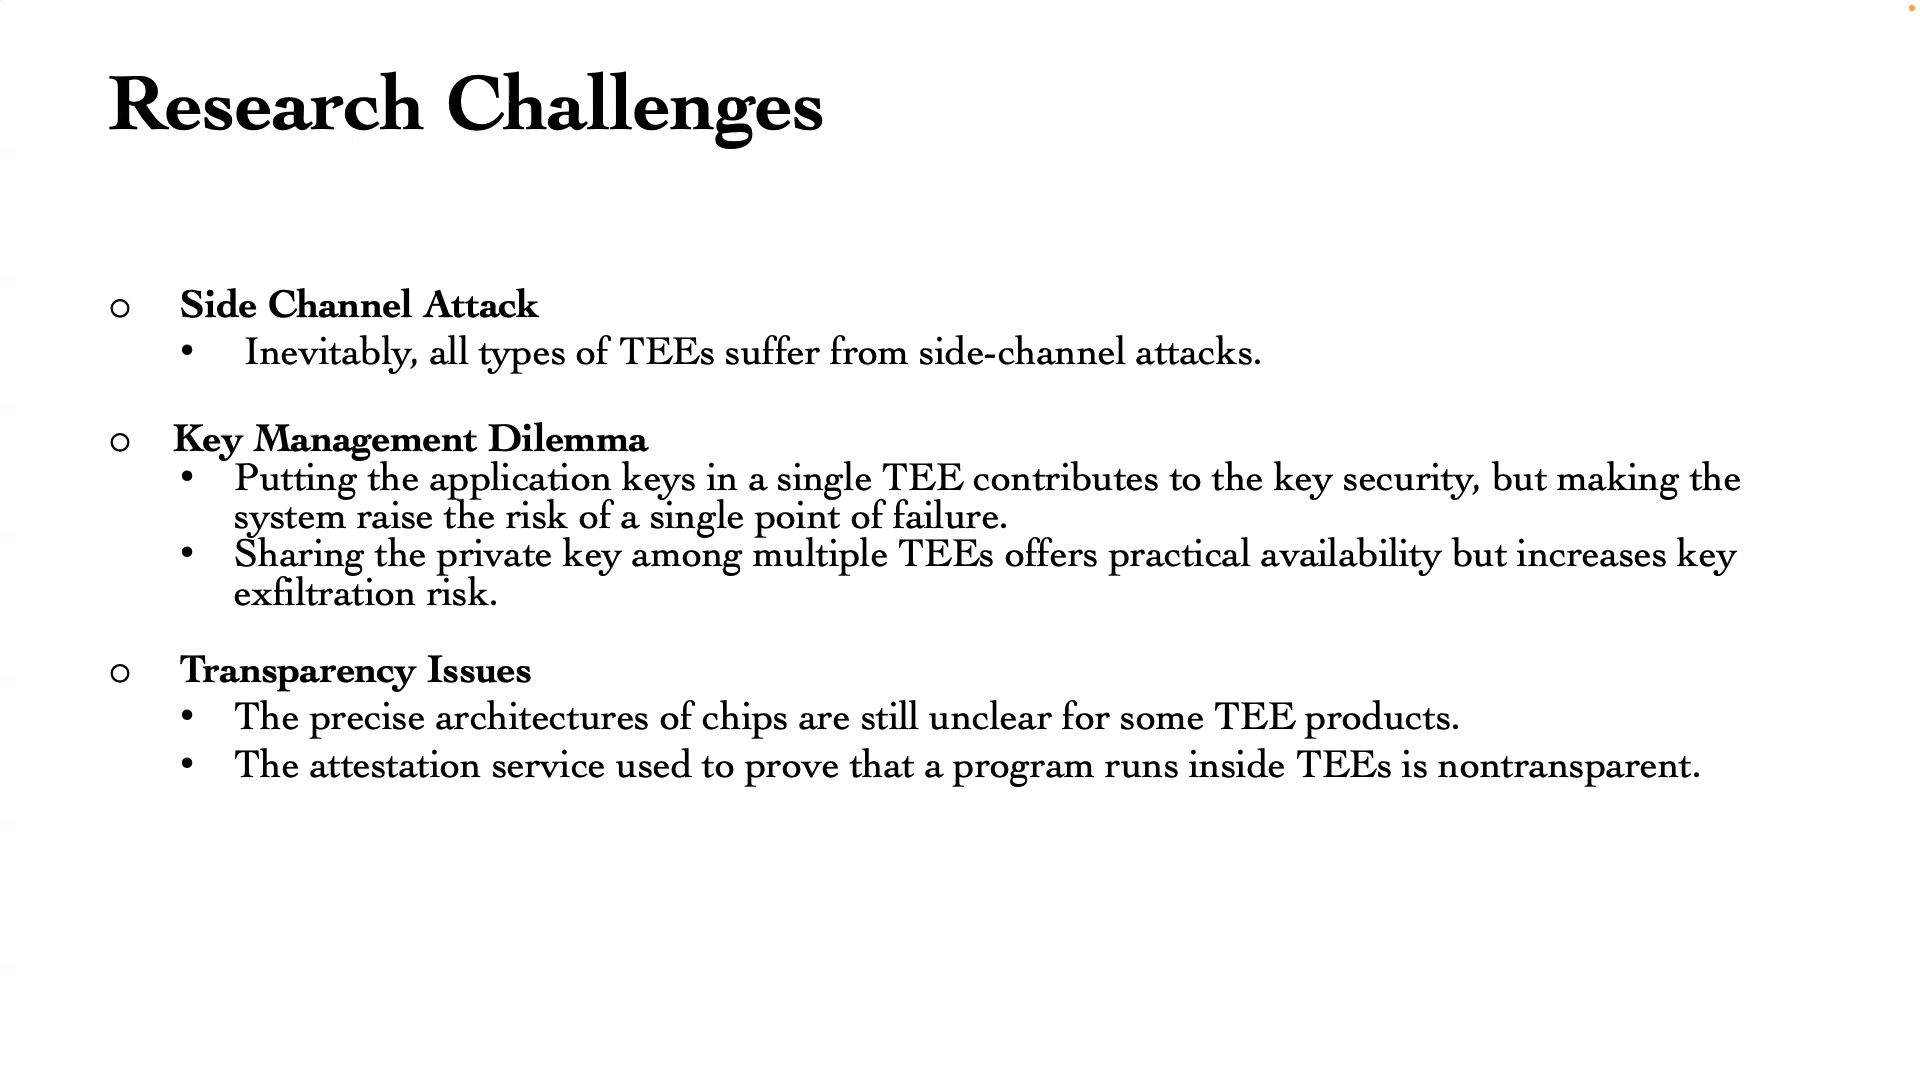 Research Challenges
Side Channel Attack
Inevitably, all types of TEEs suffer from side-channel attacks.
Key Management Dilemma
Putting the application keys in a single TEE contributes to the key security, but making the
system raise the risk of a single point of failure.
Sharing the private key among multiple TEEs offers practical availability but increases key
exfiltration risk.
Transparency Issues
The precise architectures of chips are still unclear for some TEE products.
The attestation service used to prove that a program runs inside TEEs is nontransparent.